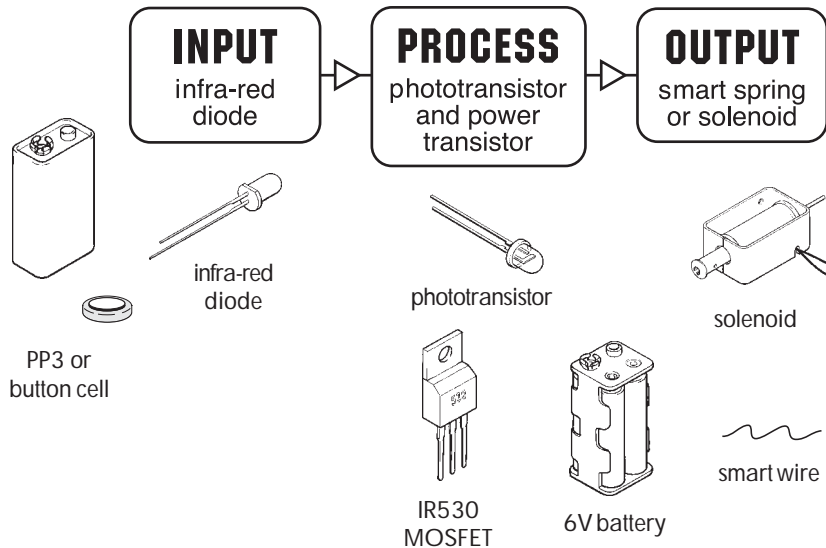 INPUT
infra-red
diode
PROCESS
phototransistor
and power
transistor
OUTPUT
smart spring
or solenoid
infra-red
diode
PP3 or
button cell
phototransistor
532
IR530
MOSFET
6V battery
solenoid
smart wire